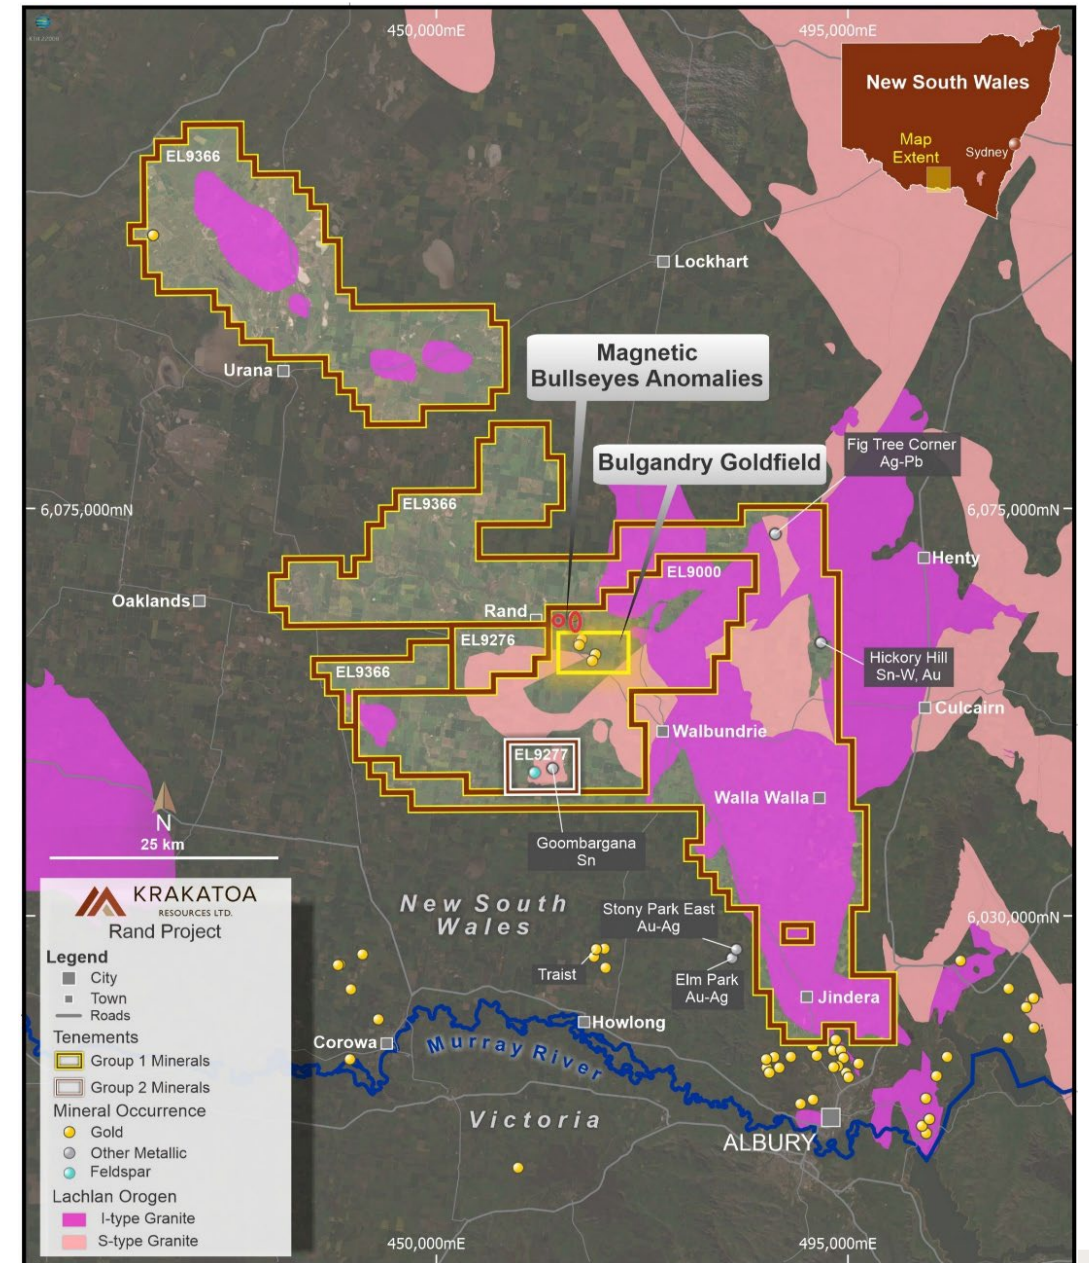 450,000mE
495,000mE
New South Wales
Map
Extent
Sydney
EL9366
Lockhart
Urana
Magnetic
Bullseyes Anomalies
Fig Tree Corner
Ag-Pb
Bulgandry Goldfield
EL9366
6,075,000mN
6,075,000mN
Henty
EL9000
Oaklands
Rand
EL9276
EL9366
Hickory Hill
Sn-W, Au
Culcairn
Walbundrie
EL9277
Walla Walla
N
25 km
Goombargana
Sn
KRAKATOA
RESOURCES LTD.
Rand Project
New South
Wales
Stony Park East
Au-Ag
6,030,000mN
Traist
Elm Park
Au-Ag
Jindera
Howlong
Corowa
Murray River
Victoria
ALBURY
Legend
City
Town
Roads
Tenements
Group 1 Minerals
Group 2 Minerals
Mineral Occurrence
Gold
Other Metallic
Feldspar
Lachlan Orogen
I-type Granite
S-type Granite
450,000mE
495,000mE